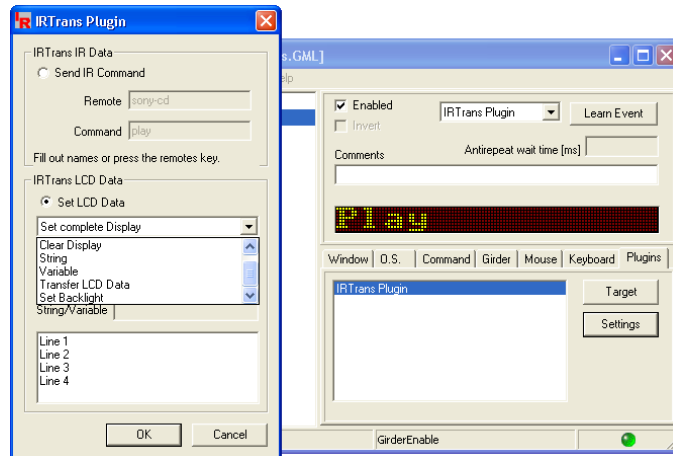 IRTrans Plugin
IRTrans IR Data
Send IR Command
Remote sony-cd
Command play
Fill out names or press the remotes key.
IRTrans LCD Data
Set LCD Data
Set complete Display
Clear Display
String
Variable
Transfer LCD Data
Set Backlight
String/Variable
Line 1
Line 2
Line 3
Line 4
OK Cancel
s.GML]
elp
Enabled
IRTrans Plugin
Learn Event
Invert
Comments
Antirepeat wait time [ms]
Play
Window O.S. Command Girder Mouse Keyboard Plugins
IRTrans Plugin
Target
Settings
GirderEnable